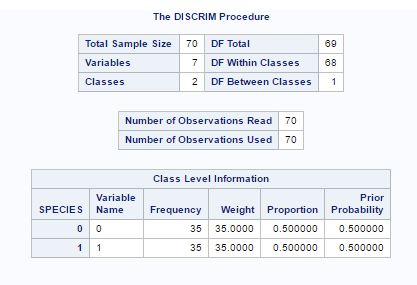 The DISCRIM Procedure
Total Sample Size 70 DF Total 69
Variables 7 DF Within Classes 68
Classes 2 DF Between Classes 1
Number of Observations Read 70
Number of Observations Used 70
Class Level Information
SPECIES Variable Name Frequency Weight Proportion Prior Probability
0 0 35 35.0000 0.500000 0.500000
1 1 35 35.0000 0.500000 0.500000